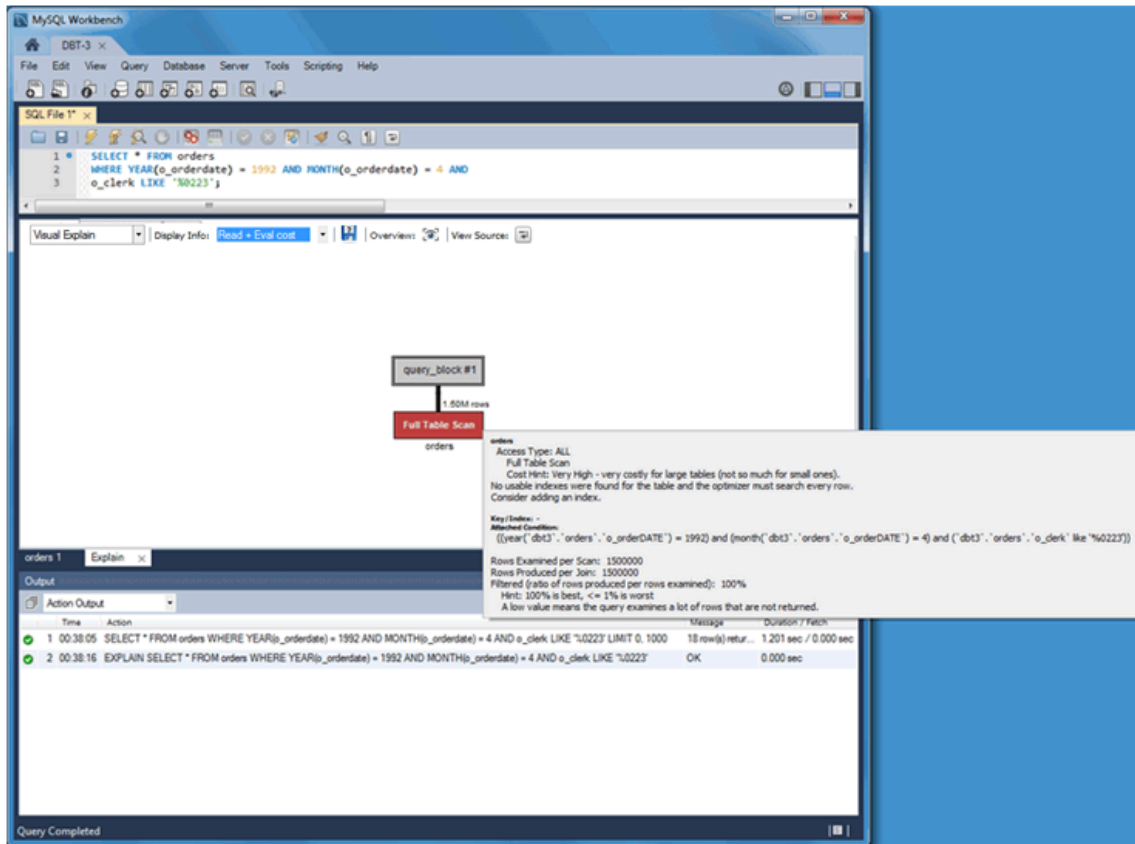 MySQL Workbench
DBT-3
File Edit View Query Database Server Tools Scripting Help
SQL File 1*
1 SELECT * FROM orders
2 WHERE YEAR(o_orderdate) = 1992 AND MONTH(o_orderdate) = 4 AND
3 o_clerk LIKE '%0223';
Visual Explain Display Info: Read + Eval cost Overview: View Source:
query_block #1
1.50M rows
Full Table Scan
orders
orders
Access Type: ALL
Full Table Scan
Cost Hint: Very High - very costly for large tables (not so much for small ones).
No usable indexes were found for the table and the optimizer must search every row.
Consider adding an index.
Key/Index: -
Attached Condition:
((year(`dbt3`.`orders`.`o_orderDATE`) = 1992) and (month(`dbt3`.`orders`.`o_orderDATE`) = 4) and (`dbt3`.`orders`.`o_clerk` like '%0223'))
Rows Examined per Scan: 1500000
Rows Produced per Join: 1500000
Filtered (ratio of rows produced per rows examined): 100%
Hint: 100% is best, <= 1% is worst
A low value means the query examines a lot of rows that are not returned.
orders 1 Explain
Output
Action Output
Time Action Message Duration / Fetch
1 00:38:05 SELECT * FROM orders WHERE YEAR(o_orderdate) = 1992 AND MONTH(o_orderdate) = 4 AND o_clerk LIKE '%0223' LIMIT 0, 1000 18 row(s) retur... 1.201 sec / 0.000 sec
2 00:38:16 EXPLAIN SELECT * FROM orders WHERE YEAR(o_orderdate) = 1992 AND MONTH(o_orderdate) = 4 AND o_clerk LIKE '%0223' OK 0.000 sec
Query Completed